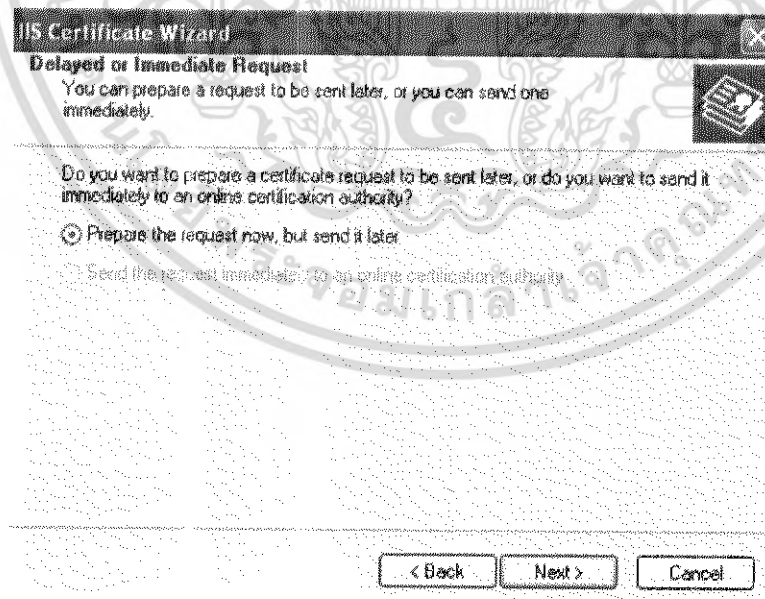 IIS Certificate Wizard
Delayed or Immediate Request
You can prepare a request to be sent later, or you can send one
immediately.
Do you want to prepare a certificate request to be sent later, or do you want to send it
immediately to an online certification authority?
Prepare the request now, but send it later
Send the request immediately to an online certification authority
< Back
Next >
Cancel